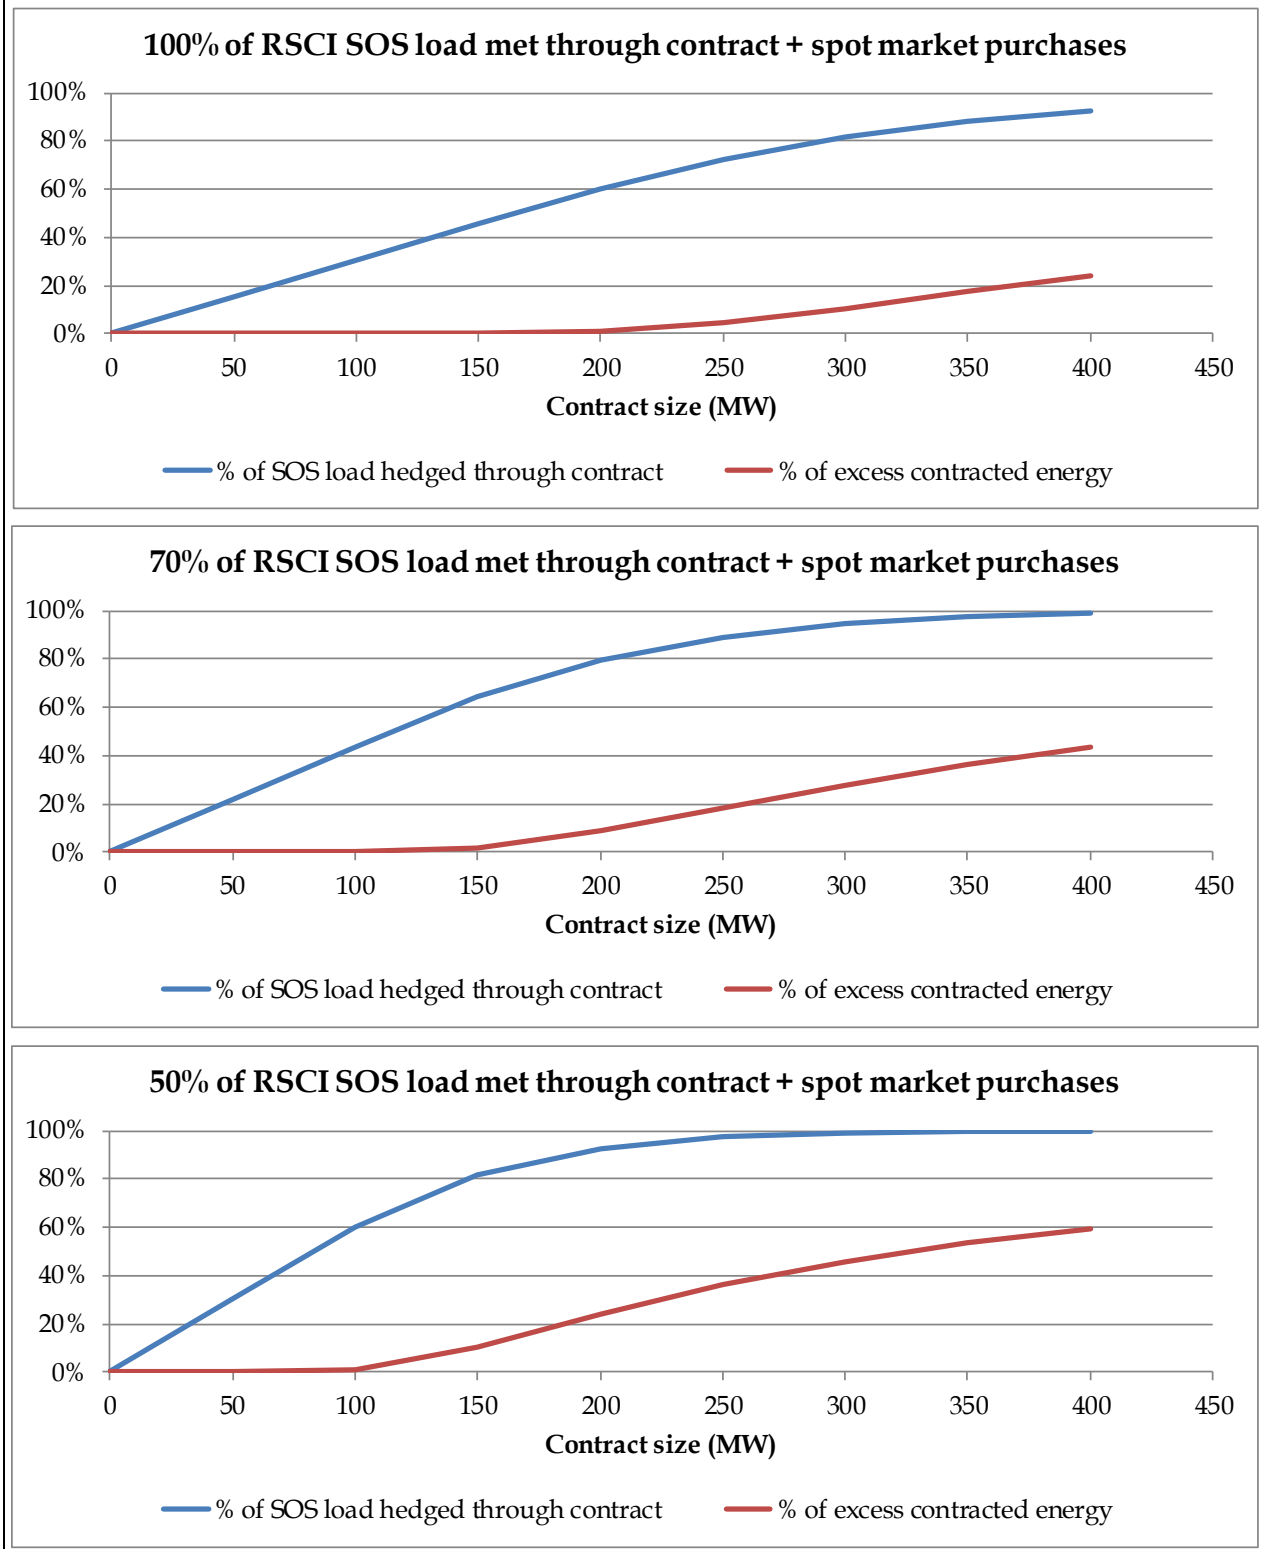 100% of RSCI SOS load met through contract + spot market purchases
100%
80%
60%
40%
20%
0%
0 50 100 150 200 250 300 350 400 450
Contract size (MW)
% of SOS load hedged through contract % of excess contracted energy
70% of RSCI SOS load met through contract + spot market purchases
100%
80%
60%
40%
20%
0%
0 50 100 150 200 250 300 350 400 450
Contract size (MW)
% of SOS load hedged through contract % of excess contracted energy
50% of RSCI SOS load met through contract + spot market purchases
100%
80%
60%
40%
20%
0%
0 50 100 150 200 250 300 350 400 450
Contract size (MW)
% of SOS load hedged through contract % of excess contracted energy